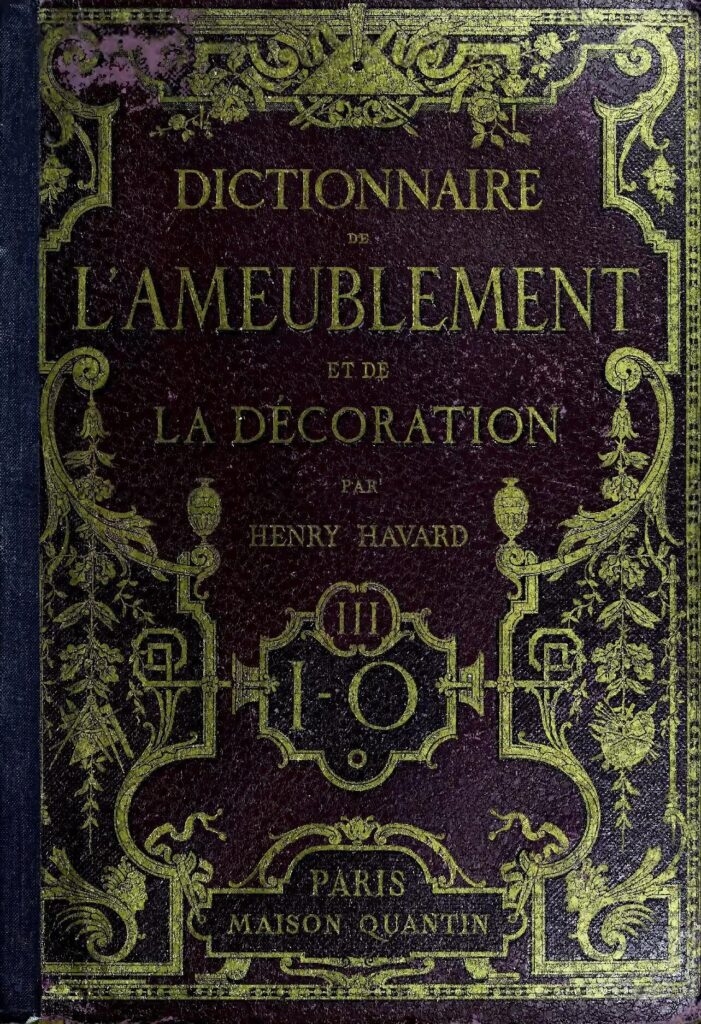 DICTIONNAIRE
DE
L'AMEUBLEMENT
ET DE
LA DÉCORATION
PAR
HENRY HAVARD
III
I-O
PARIS
MAISON QUANTIN